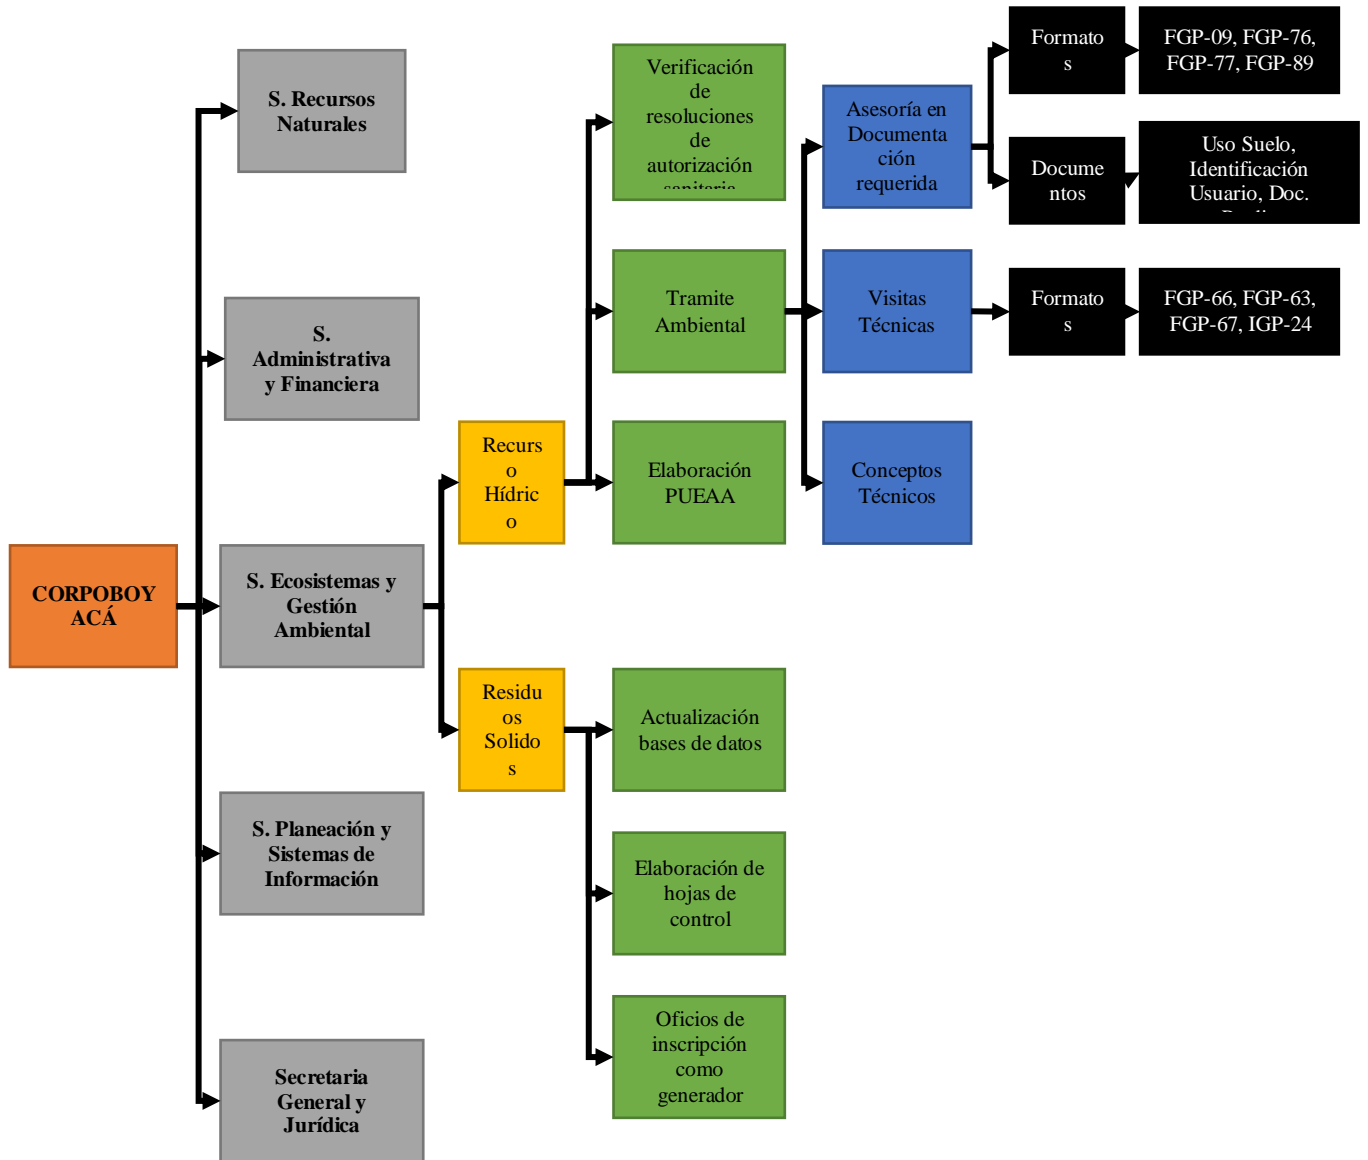 CORPOBOY
ACÁ
S. Recursos
Naturales
S.
Administrativa
y Financiera
S. Ecosistemas y
Gestión
Ambiental
S. Planeación y
Sistemas de
Información
Secretaria
General y
Jurídica
Recurs
o
Hídric
o
Residu
os
Solido
s
Verificación
de
resoluciones
de
autorización
Tramite
Ambiental
Elaboración
PUEAA
Actualización
bases de datos
Elaboración de
hojas de
control
Oficios de
inscripción
como
generador
Asesoría en
Documenta
ción
requerida
Visitas
Técnicas
Conceptos
Técnicos
Formato
s
FGP-09, FGP-76,
FGP-77, FGP-89
Docume
ntos
Uso Suelo,
Identificación
Usuario, Doc.
Formato
s
FGP-66, FGP-63,
FGP-67, IGP-24